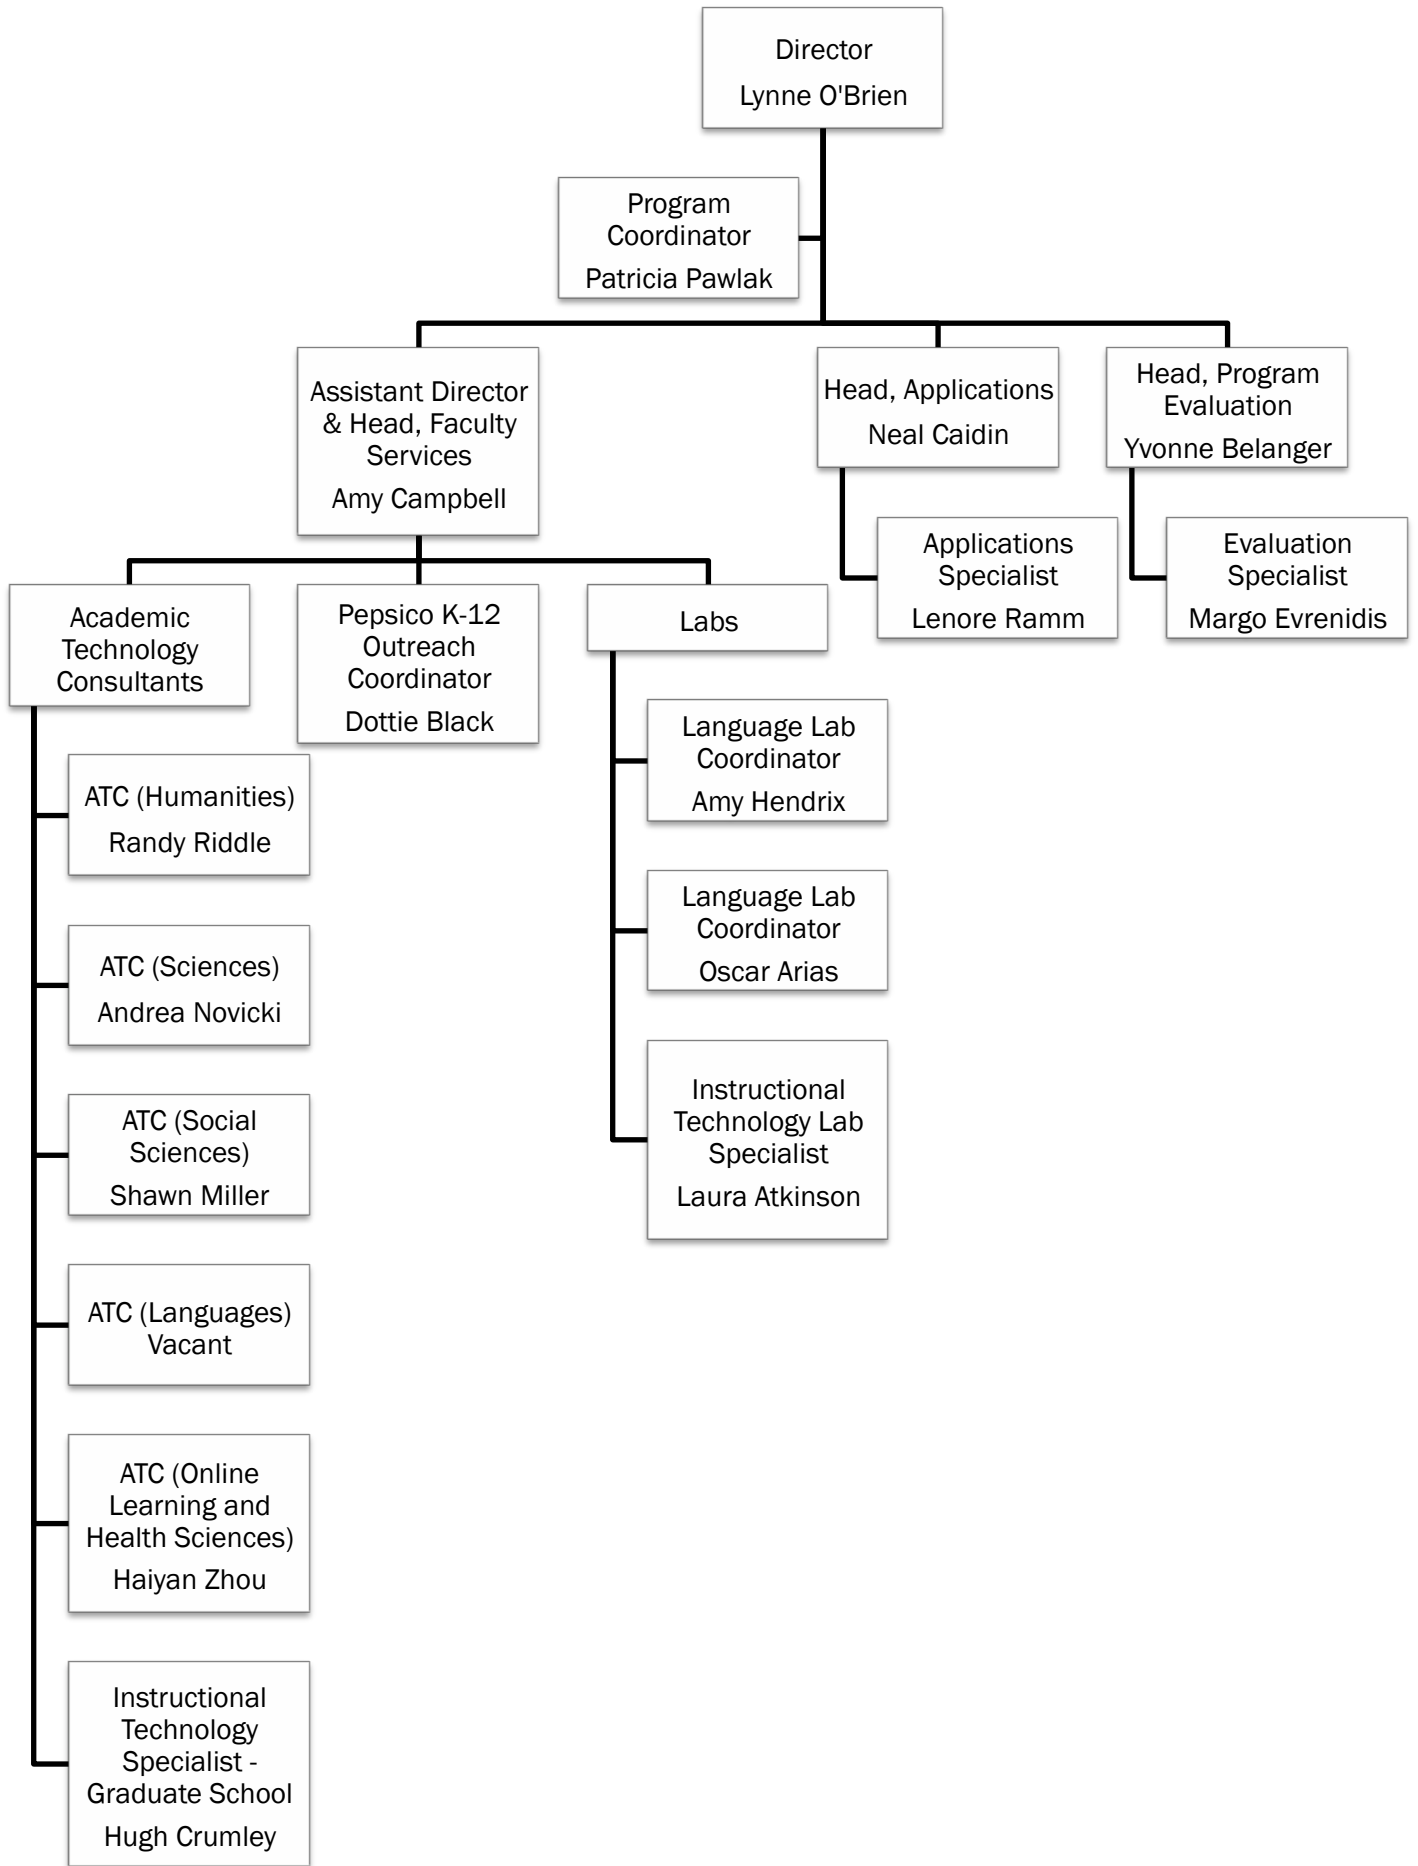 Director
Lynne O'Brien
Program
Coordinator
Patricia Pawlak
Assistant Director
& Head, Faculty
Services
Amy Campbell
Head, Applications
Neal Caidin
Head, Program
Evaluation
Yvonne Belanger
Applications
Specialist
Lenore Ramm
Evaluation
Specialist
Margo Evrenidis
Academic
Technology
Consultants
Pepsico K-12
Outreach
Coordinator
Dottie Black
Labs
ATC (Humanities)
Randy Riddle
ATC (Sciences)
Andrea Novicki
ATC (Social
Sciences)
Shawn Miller
ATC (Languages)
Vacant
ATC (Online
Learning and
Health Sciences)
Haiyan Zhou
Instructional
Technology
Specialist -
Graduate School
Hugh Crumley
Language Lab
Coordinator
Amy Hendrix
Language Lab
Coordinator
Oscar Arias
Instructional
Technology Lab
Specialist
Laura Atkinson